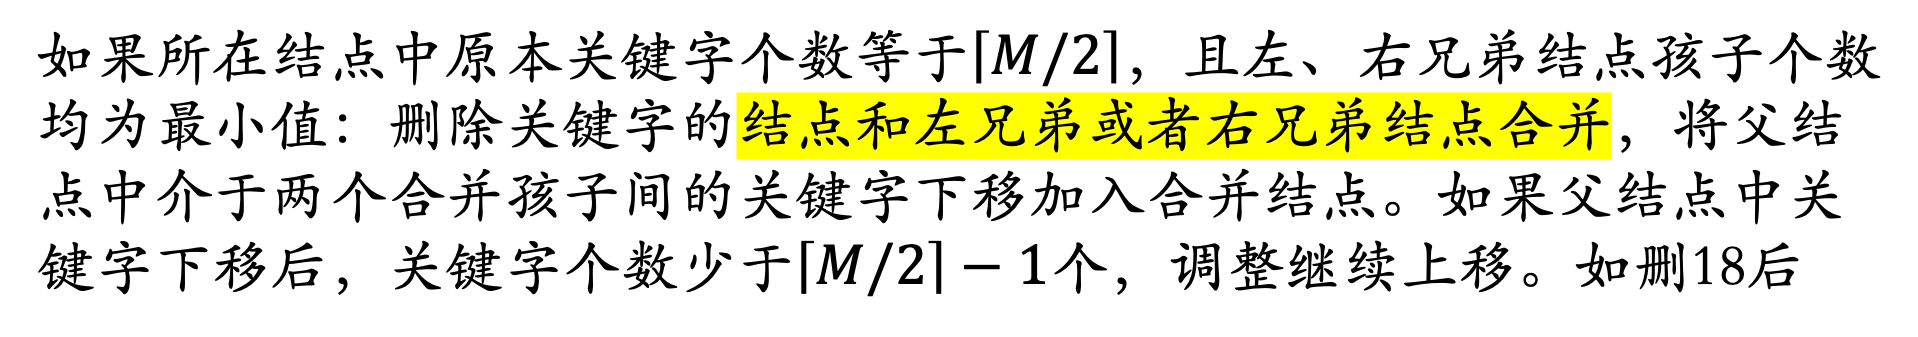 如果所在结点中原本关键字个数等于⌈M/2⌉，且左、右兄弟结点孩子个数
均为最小值：删除关键字的结点和左兄弟或者右兄弟结点合并，将父结
点中介于两个合并孩子间的关键字下移加入合并结点。如果父结点中关
键字下移后，关键字个数少于⌈M/2⌉ − 1个，调整继续上移。如删18后